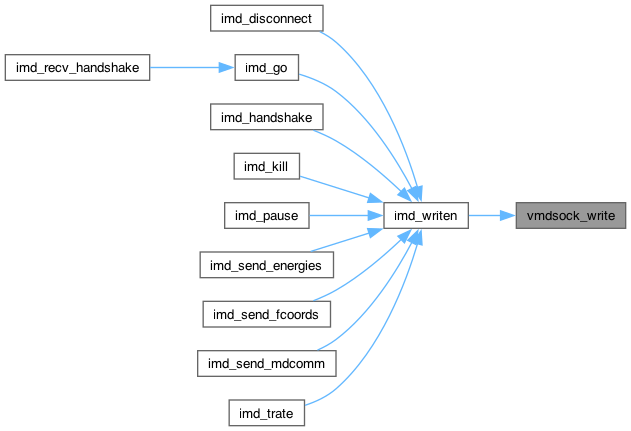 imd_disconnect
imd_recv_handshake
imd_go
imd_handshake
imd_kill
imd_pause
imd_writen
vmdsock_write
imd_send_energies
imd_send_fcoords
imd_send_mdcomm
imd_trate